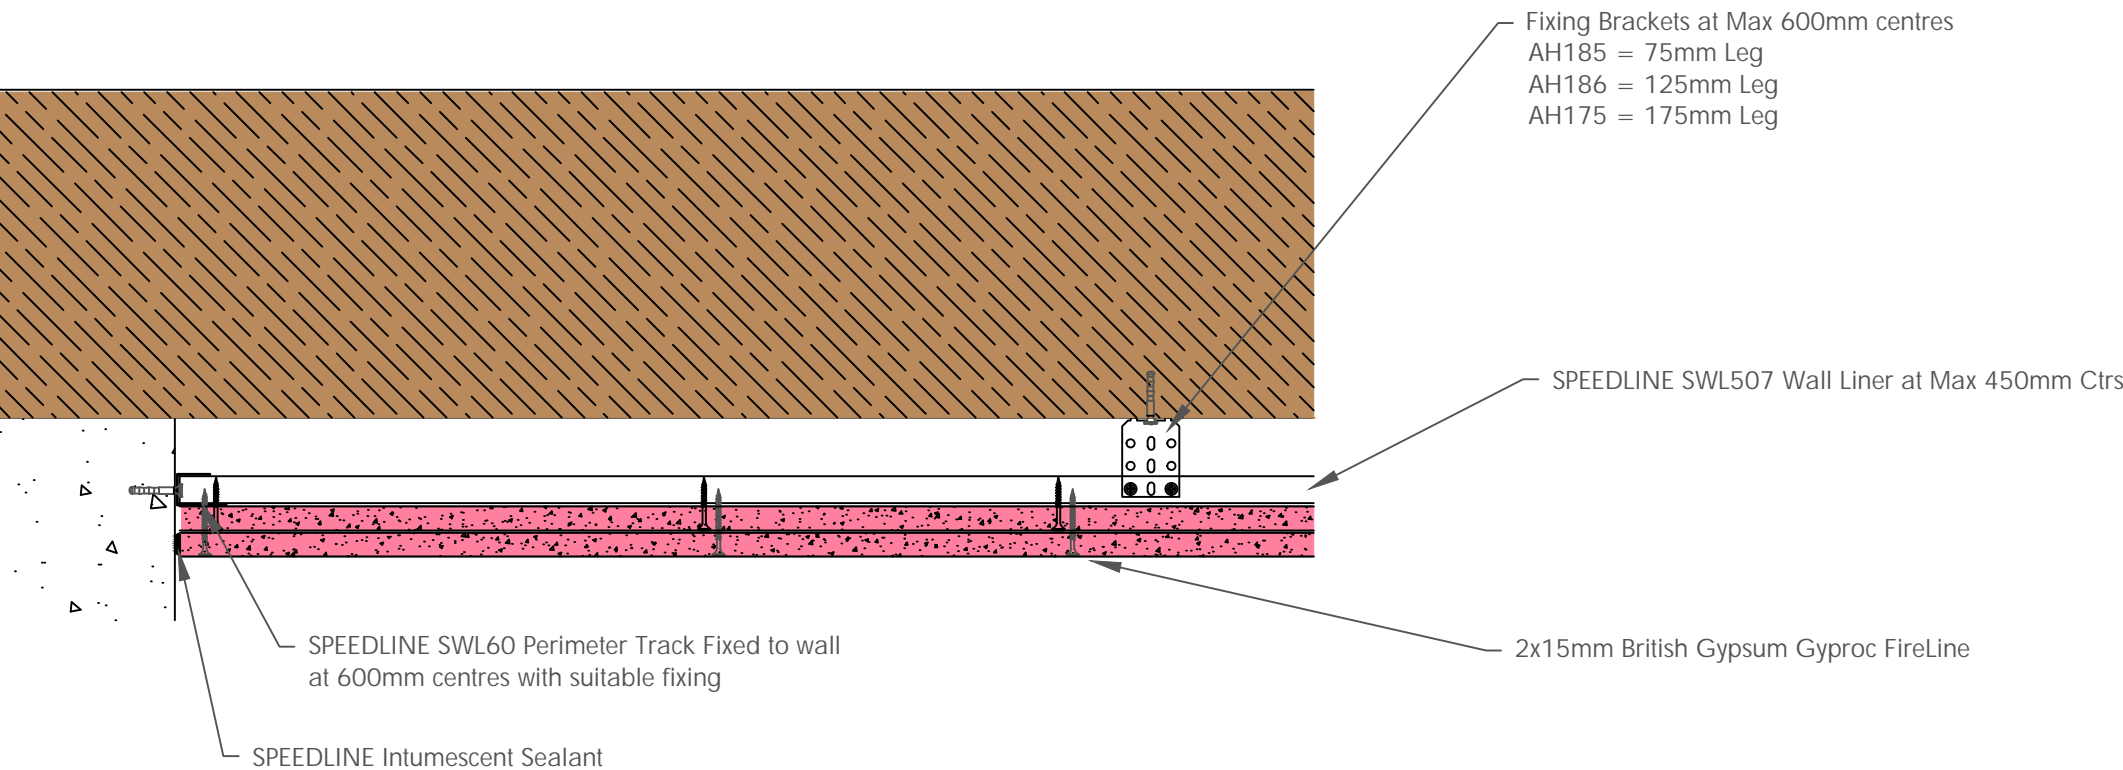 Fixing Brackets at Max 600mm centres
AH185 = 75mm Leg
AH186 = 125mm Leg
AH175 = 175mm Leg
SPEEDLINE SWL507 Wall Liner at Max 450mm Ctrs
SPEEDLINE SWL60 Perimeter Track Fixed to wall
at 600mm centres with suitable fixing
2x15mm British Gypsum Gyproc FireLine
SPEEDLINE Intumescent Sealant